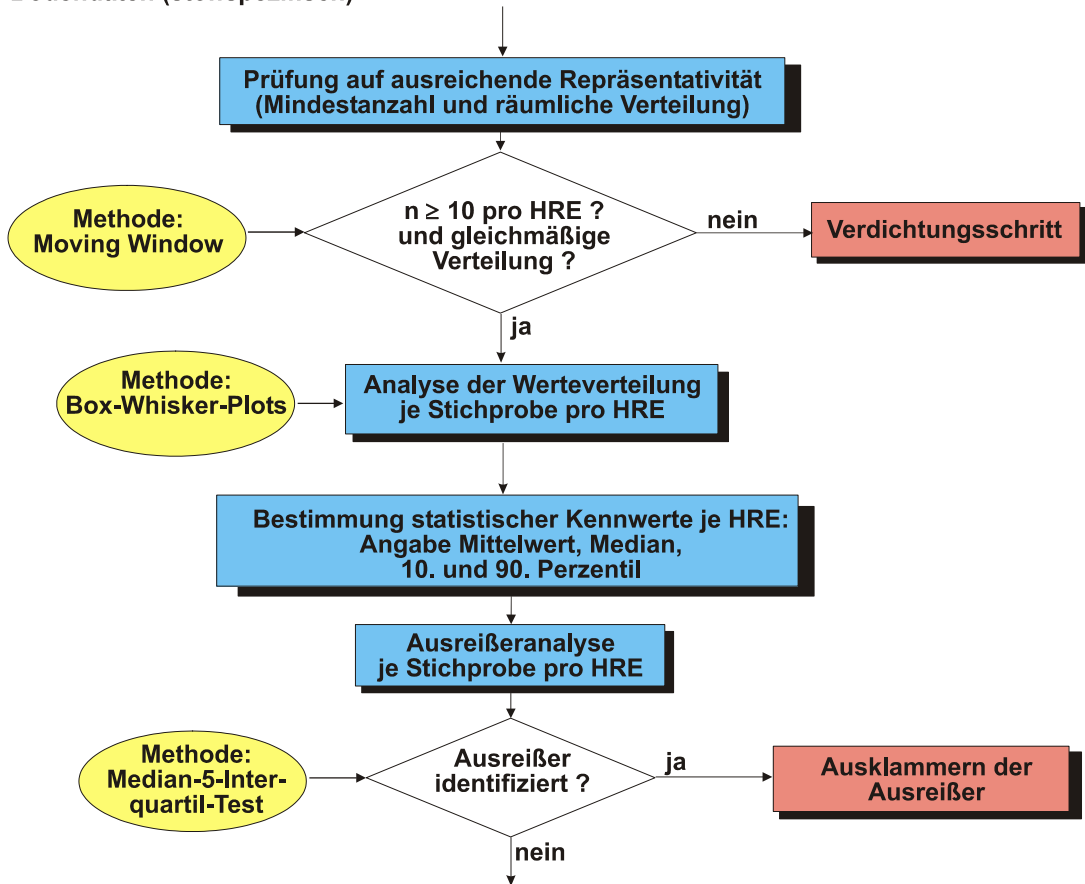 Prüfung auf ausreichende Repräsentativität
(Mindestanzahl und räumliche Verteilung)
Methode:
Moving Window
n ≥ 10 pro HRE ?
und gleichmäßige
Verteilung ?
nein
Verdichtungsschritt
ja
Methode:
Box-Whisker-Plots
Analyse der Werteverteilung
je Stichprobe pro HRE
Bestimmung statistischer Kennwerte je HRE:
Angabe Mittelwert, Median,
10. und 90. Perzentil
Ausreißeranalyse
je Stichprobe pro HRE
Methode:
Median-5-Inter-
quartil-Test
Ausreißer
identifiziert ?
ja
Ausklammern der
Ausreißer
nein